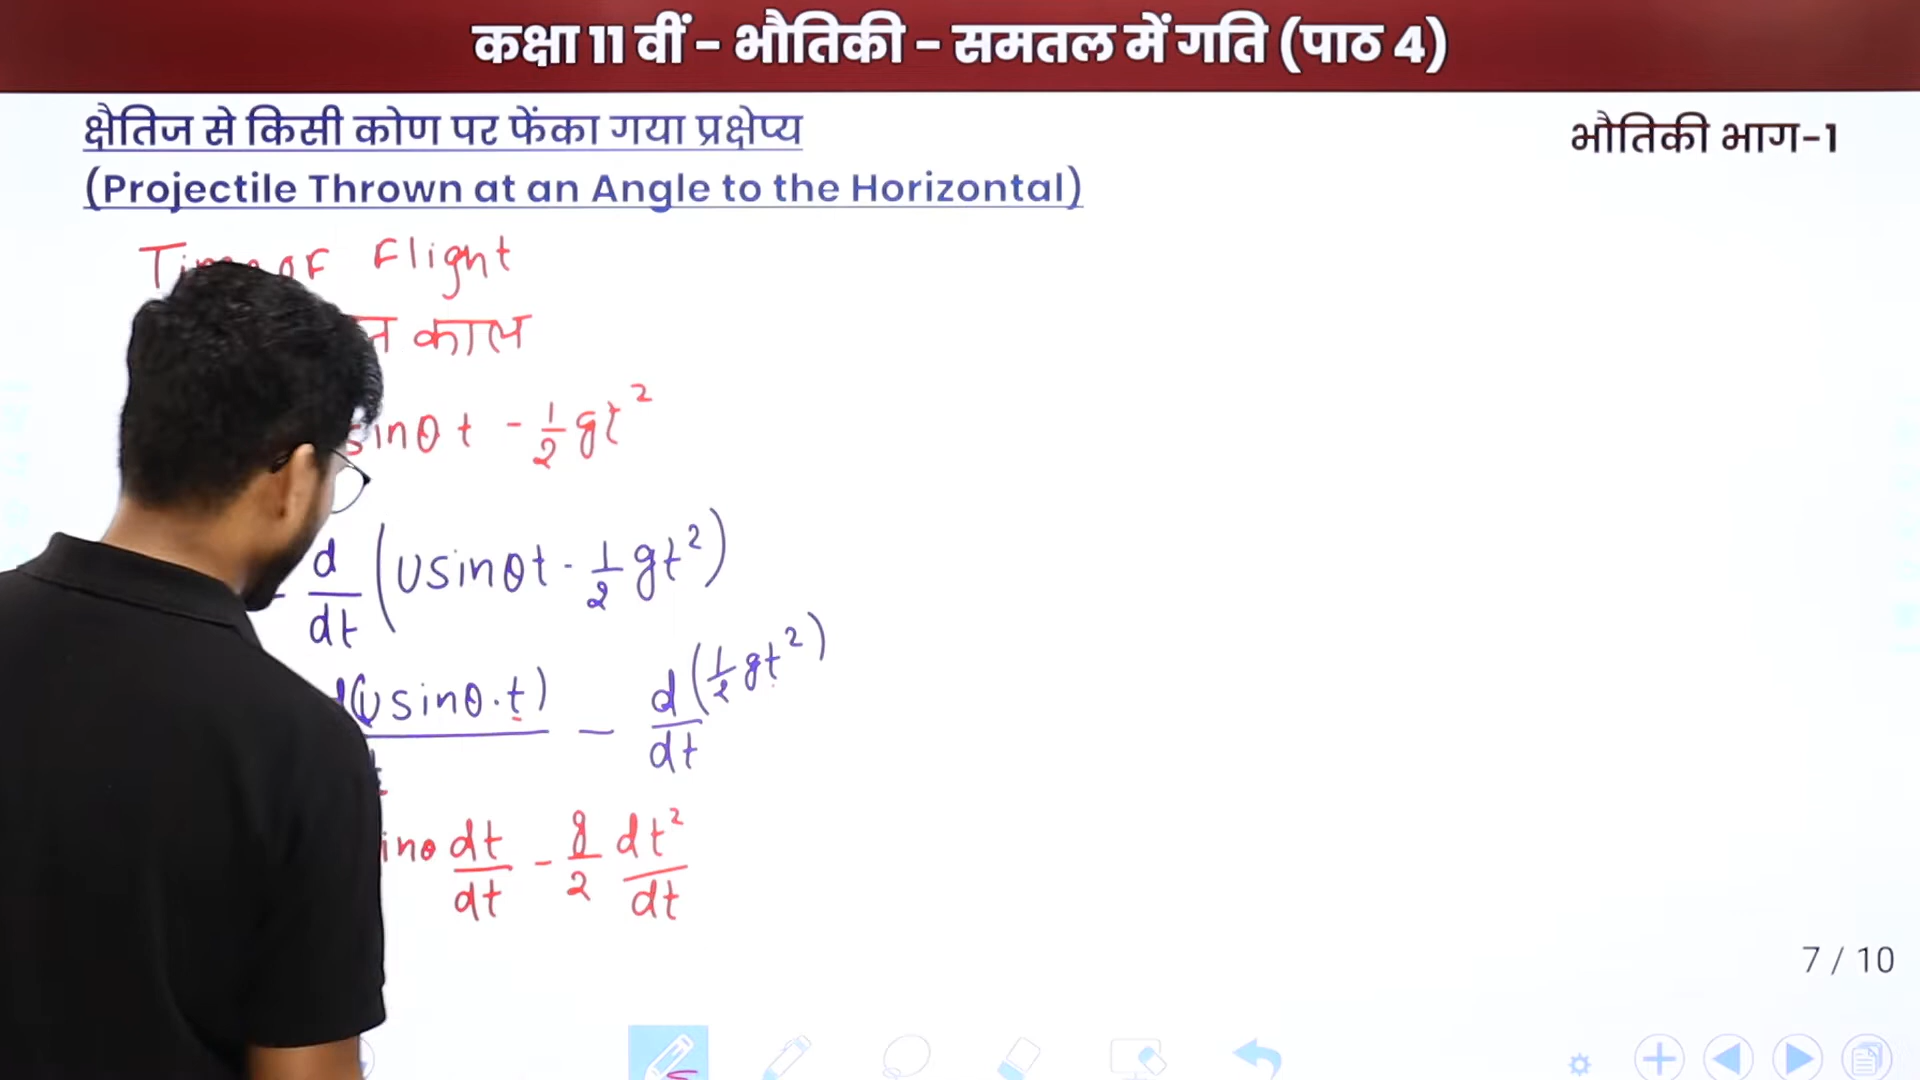 कक्षा 11 वीं – भौतिकी – समतल में गति (पाठ 4)
क्षैतिज से किसी कोण पर फेंका गया प्रक्षेप्य
भौतिकी भाग-1
(Projectile Thrown at an Angle to the Horizontal)
OF Flight
काल
sinθ t - 1/2 gt²
d/dt (usinθt - 1/2 gt²)
d(usinθ.t) — d/dt (1/2 gt²)
inθ dt/dt - g/2 dt²/dt
7 / 10